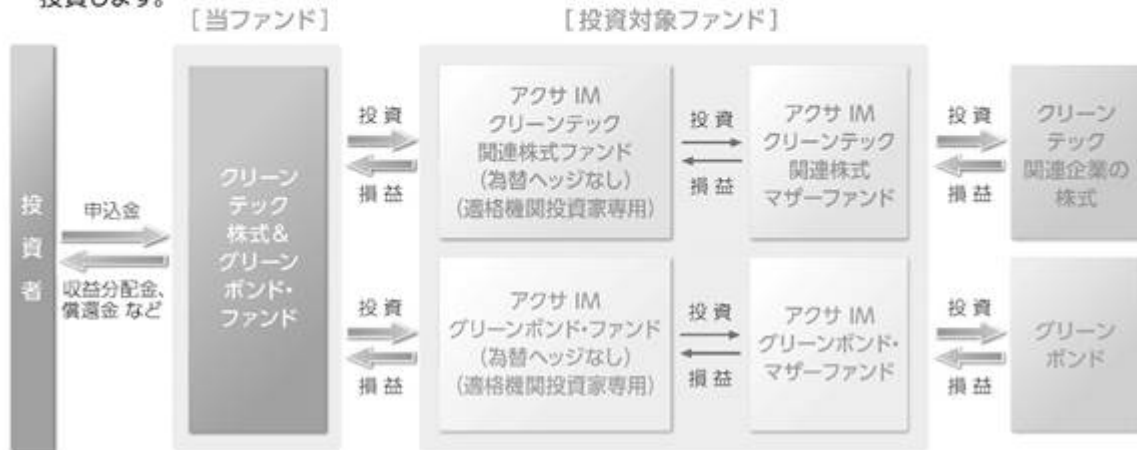 投資します。
[当ファンド]
[投資対象ファンド]
投
資
者
申込金
収益分配金、
償還金 など
クリーン
テック
株式＆
グリーン
ボンド・
ファンド
投 資
損 益
アクサ IM
クリーンテック
関連株式ファンド
(為替ヘッジなし)
(適格機関投資家専用)
投 資
損 益
アクサ IM
クリーンテック
関連株式
マザーファンド
投 資
損 益
クリーン
テック
関連企業の
株式
投 資
損 益
アクサ IM
グリーンボンド・ファンド
(為替ヘッジなし)
(適格機関投資家専用)
投 資
損 益
アクサ IM
グリーンボンド・
マザーファンド
投 資
損 益
グリーン
ボンド